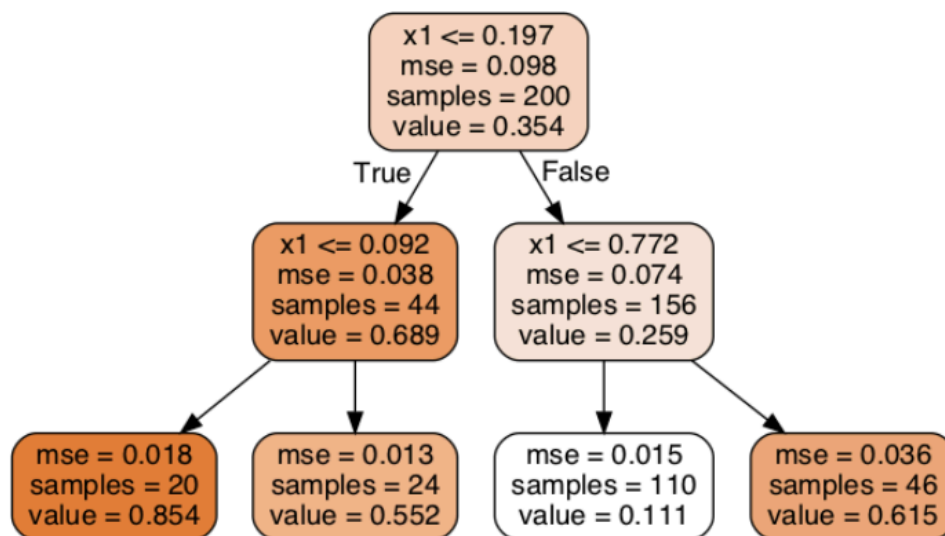 x1 <= 0.197
mse = 0.098
samples = 200
value = 0.354
True
False
x1 <= 0.092
mse = 0.038
samples = 44
value = 0.689
x1 <= 0.772
mse = 0.074
samples = 156
value = 0.259
mse = 0.018
samples = 20
value = 0.854
mse = 0.013
samples = 24
value = 0.552
mse = 0.015
samples = 110
value = 0.111
mse = 0.036
samples = 46
value = 0.615